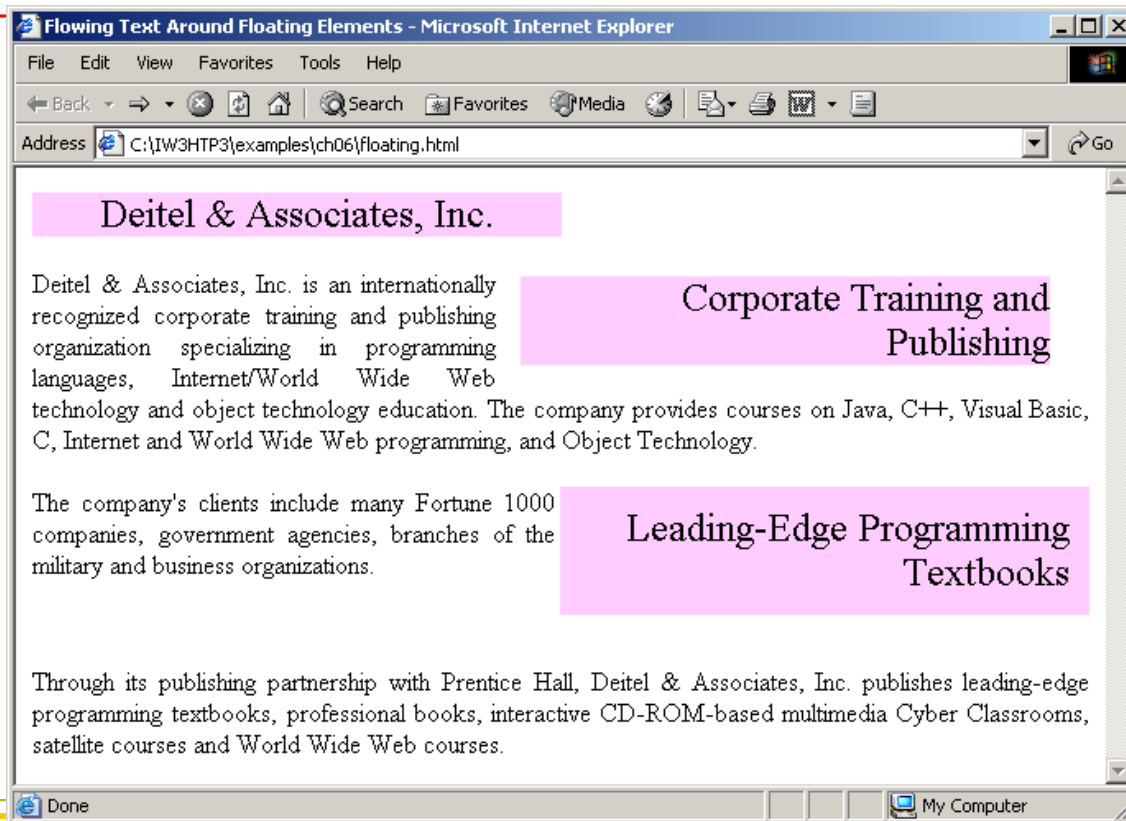 Flowing Text Around Floating Elements - Microsoft Internet Explorer
File Edit View Favorites Tools Help
Back Search Favorites Media W
Address C:\IW3HTP3\examples\ch06\floating.html Go
Deitel & Associates, Inc.
Deitel & Associates, Inc. is an internationally
recognized corporate training and publishing
organization specializing in programming
languages, Internet/World Wide Web
Corporate Training and
Publishing
technology and object technology education. The company provides courses on Java, C++, Visual Basic,
C, Internet and World Wide Web programming, and Object Technology.
The company's clients include many Fortune 1000
companies, government agencies, branches of the
military and business organizations.
Leading-Edge Programming
Textbooks
Through its publishing partnership with Prentice Hall, Deitel & Associates, Inc. publishes leading-edge
programming textbooks, professional books, interactive CD-ROM-based multimedia Cyber Classrooms,
satellite courses and World Wide Web courses.
Done My Computer